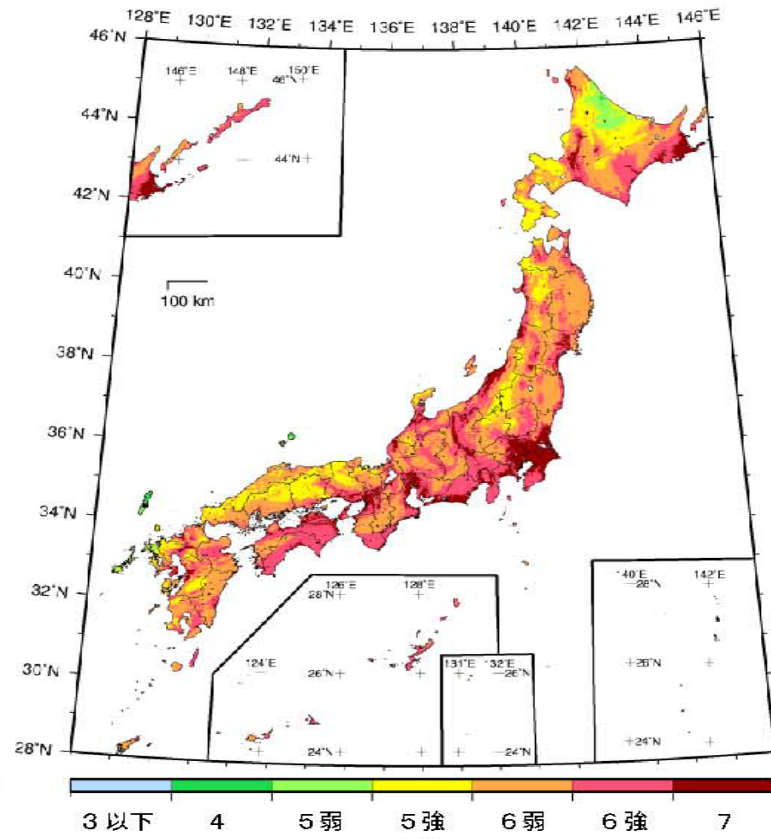 128˚E 130˚E 132˚E 134˚E 136˚E 138˚E 140˚E 142˚E 144˚E 146˚E
46˚N
146˚E 148˚E 150˚E
46˚N
44˚N
44˚N
42˚N
40˚N
100 km
38˚N
36˚N
34˚N
32˚N
126˚E 128˚E
28˚N
140˚E 142˚E
28˚N
30˚N
124˚E
26˚N
131˚E 132˚E
26˚N
26˚N
28˚N
24˚N
24˚N
24˚N
3以下 4 5弱 5強 6弱 6強 7